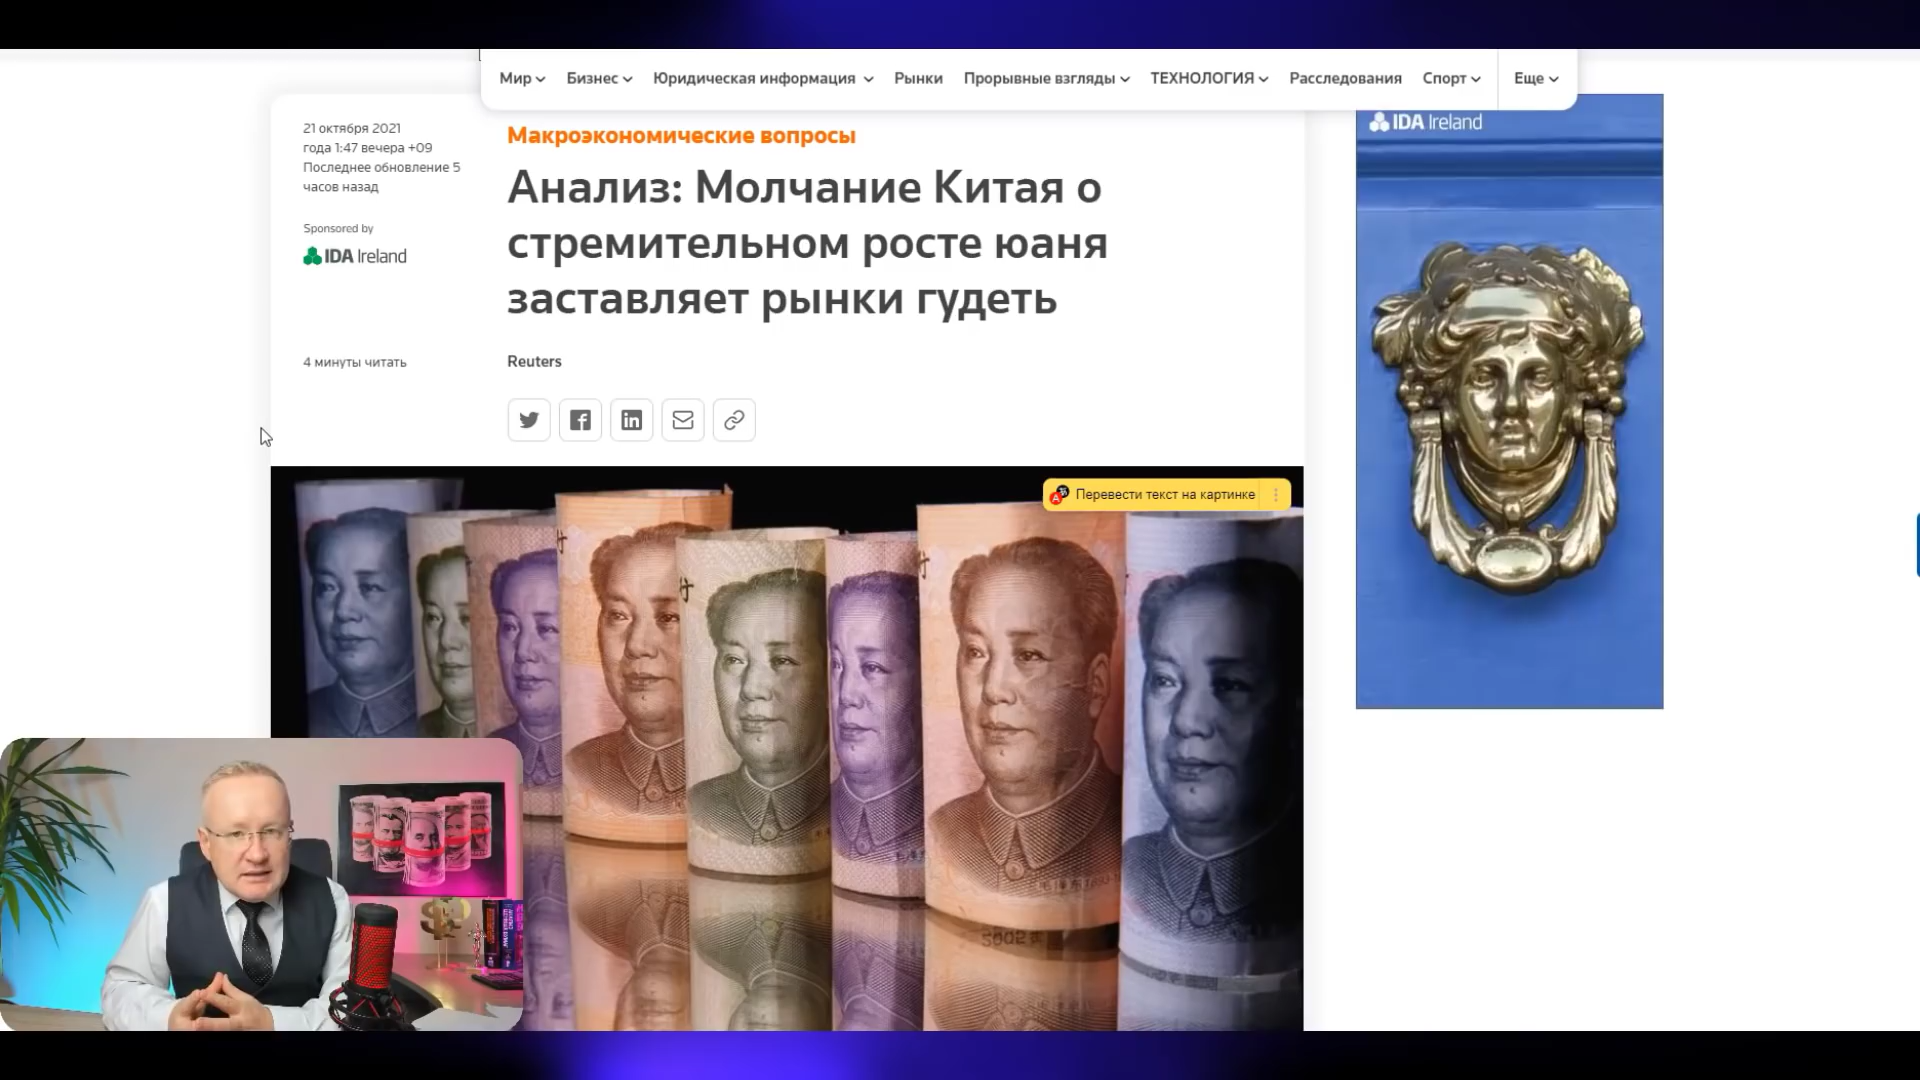 Мир
Бизнес
Юридическая информация
Рынки
Прорывные взгляды
ТЕХНОЛОГИЯ
Расследования
Спорт
Еще
21 октября 2021
года 1:47 вечера +09
Последнее обновление 5
часов назад
Sponsored by
IDA Ireland
4 минуты читать
Макроэкономические вопросы
Анализ: Молчание Китая о
стремительном росте юаня
заставляет рынки гудеть
Reuters
Перевести текст на картинке
IDA Ireland